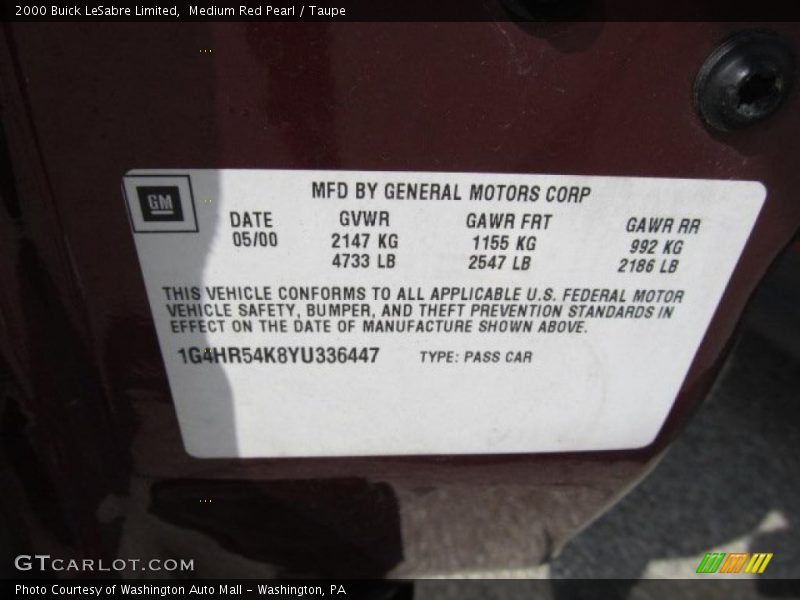 2000 Buick LeSabre Limited, Medium Red Pearl / Taupe
GM
MFD BY GENERAL MOTORS CORP
DATE GVWR GAWR FRT GAWR RR
05/00 2147 KG 1155 KG 992 KG
4733 LB 2547 LB 2186 LB
THIS VEHICLE CONFORMS TO ALL APPLICABLE U.S. FEDERAL MOTOR
VEHICLE SAFETY, BUMPER, AND THEFT PREVENTION STANDARDS IN
EFFECT ON THE DATE OF MANUFACTURE SHOWN ABOVE.
1G4HR54K8YU336447 TYPE: PASS CAR
GTCARLOT.COM
Photo Courtesy of Washington Auto Mall - Washington, PA